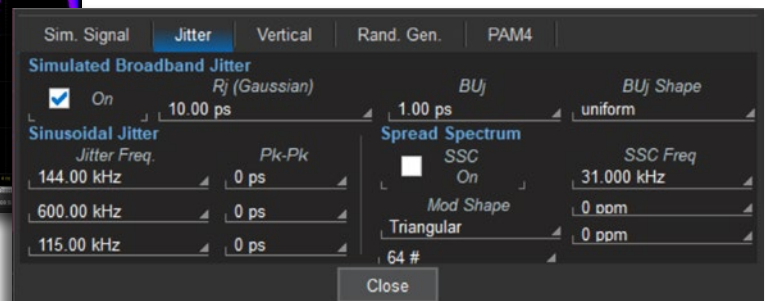 Sim. Signal Jitter Vertical Rand. Gen. PAM4
Simulated Broadband Jitter
Rj (Gaussian) BUj BUj Shape
On 10.00 ps 1.00 ps uniform
Sinusoidal Jitter Spread Spectrum
Jitter Freq. Pk-Pk SSC SSC Freq
144.00 kHz 0 ps On 31.000 kHz
600.00 kHz 0 ps Mod Shape 0 ppm
Triangular 0 ppm
115.00 kHz 0 ps 64 #
Close